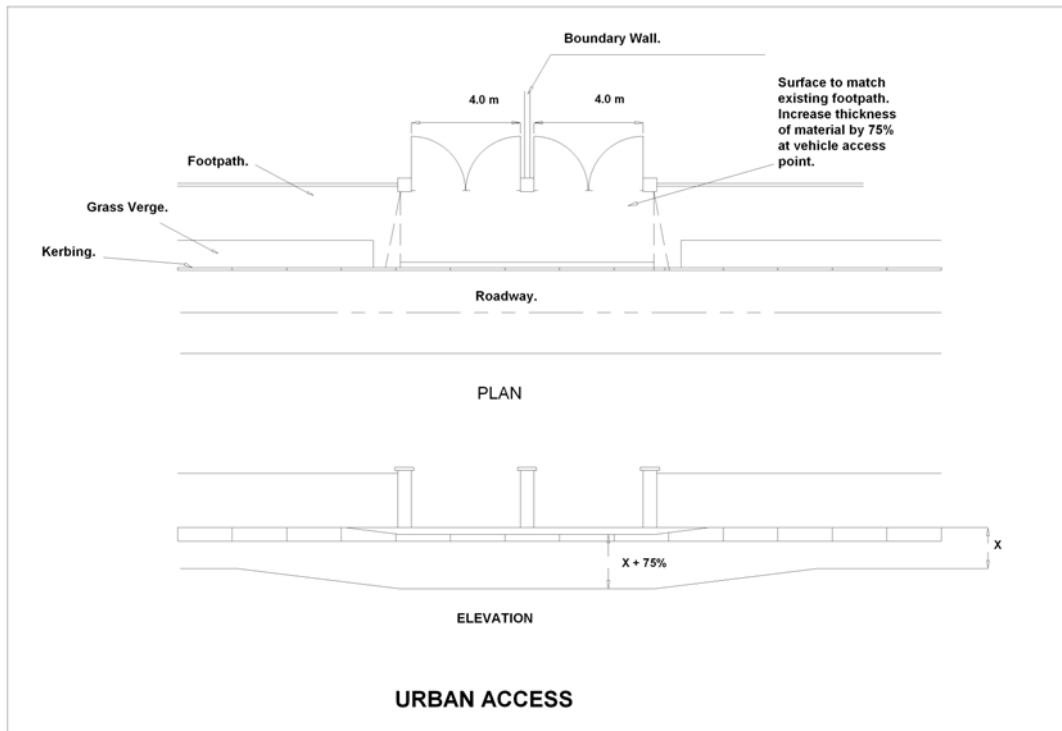 Boundary Wall.
4.0 m
4.0 m
Surface to match
existing footpath.
Increase thickness
of material by 75%
at vehicle access
point.
Footpath.
Grass Verge.
Kerbing.
Roadway.
PLAN
X
X + 75%
ELEVATION
URBAN ACCESS